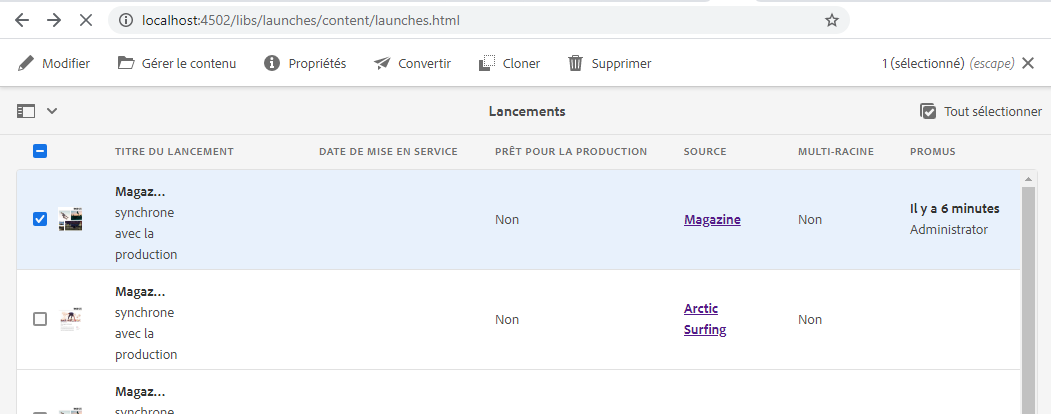 localhost:4502/libs/launches/content/launches.html
Modifier Gérer le contenu Propriétés Convertir Cloner Supprimer 1 (sélectionné) (escape)
Lancements Tout sélectionner
TITRE DU LANCEMENT DATE DE MISE EN SERVICE PRÊT POUR LA PRODUCTION SOURCE MULTI-RACINE PROMUS
Magaz...
synchrone
avec la
production
Non
Magazine
Non
Il y a 6 minutes
Administrator
Magaz...
synchrone
avec la
production
Non
Arctic
Surfing
Non
Magaz...
synchrone